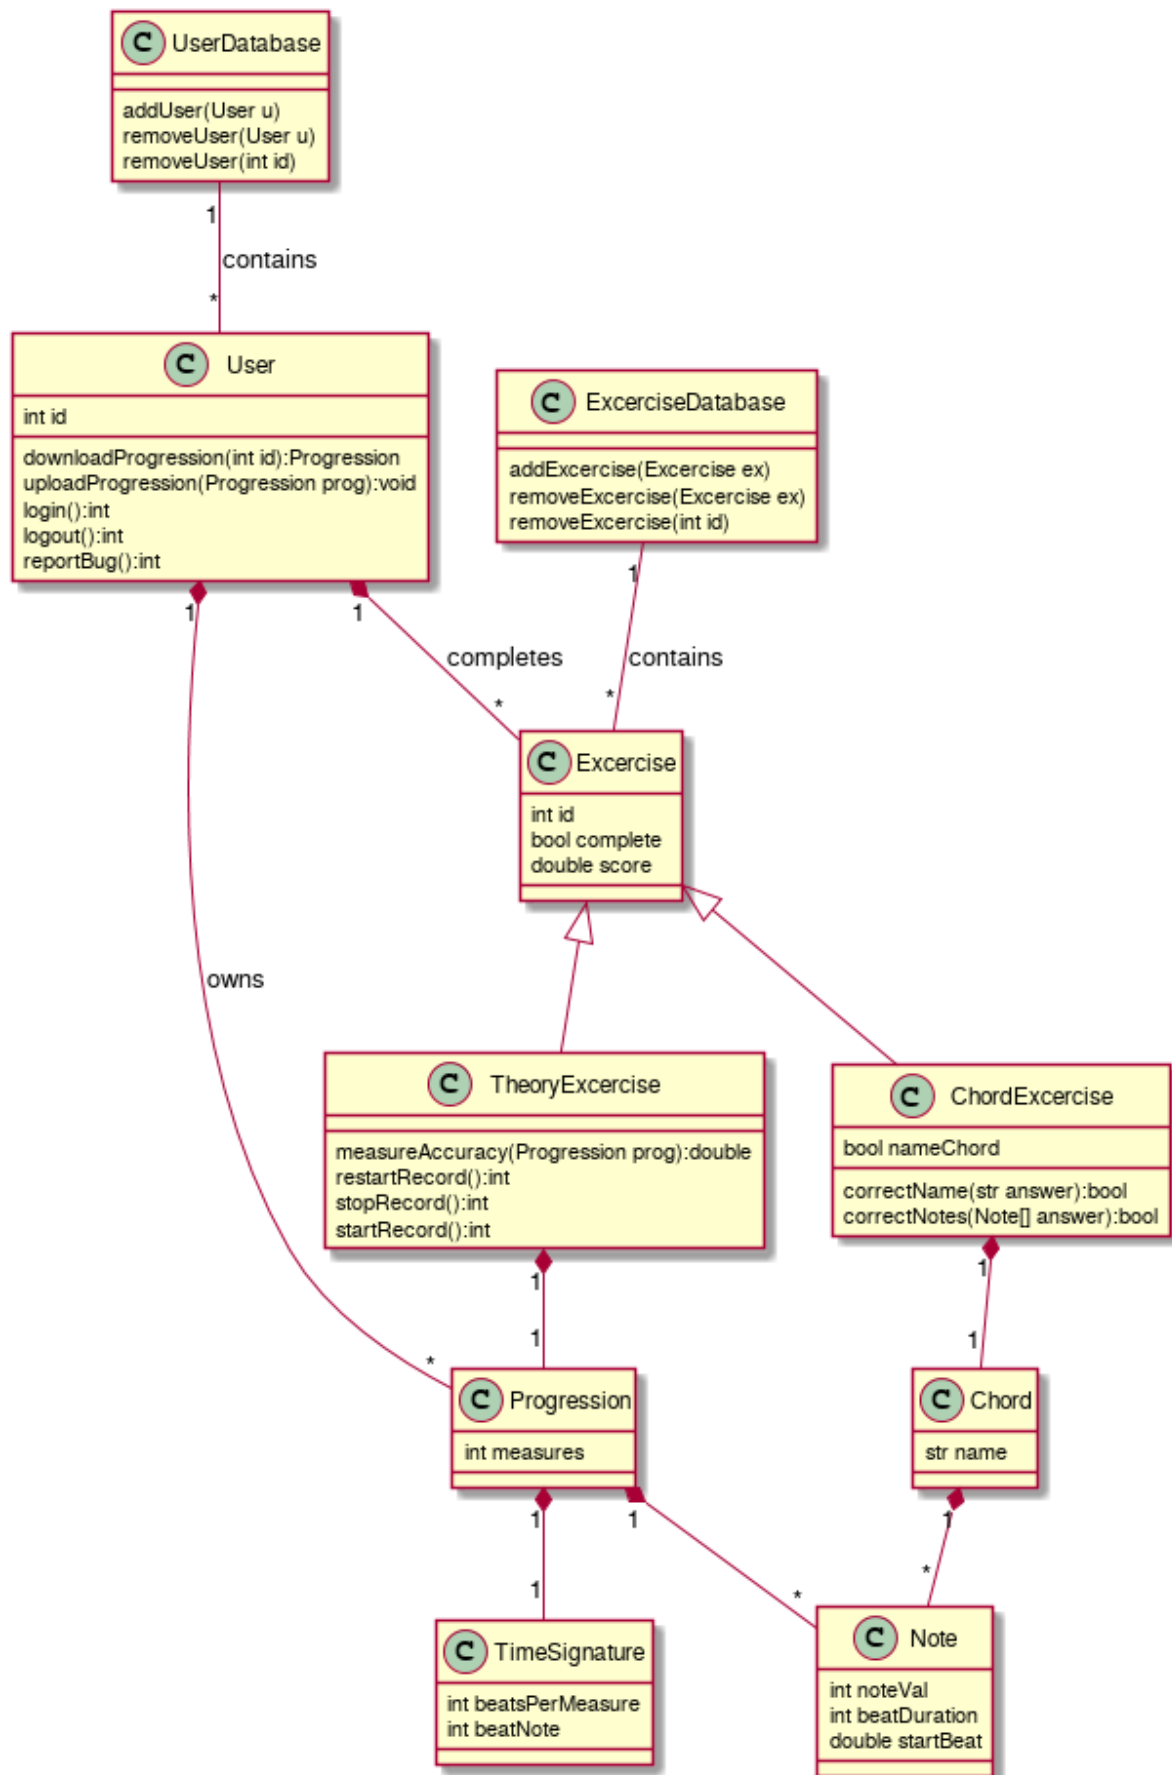 C UserDatabase
addUser(User u)
removeUser(User u)
removeUser(int id)
1
contains
*
C User
int id
downloadProgression(int id):Progression
uploadProgression(Progression prog):void
login():int
logout():int
reportBug():int
C ExcerciseDatabase
addExcercise(Excercise ex)
removeExcercise(Excercise ex)
removeExcercise(int id)
1
1
1
completes
contains
*
*
C Excercise
int id
bool complete
double score
owns
C TheoryExcercise
measureAccuracy(Progression prog):double
restartRecord():int
stopRecord():int
startRecord():int
C ChordExcercise
bool nameChord
correctName(str answer):bool
correctNotes(Note[] answer):bool
1
1
1
1
*
C Progression
int measures
C Chord
str name
1
1
1
1
*
*
C TimeSignature
int beatsPerMeasure
int beatNote
C Note
int noteVal
int beatDuration
double startBeat